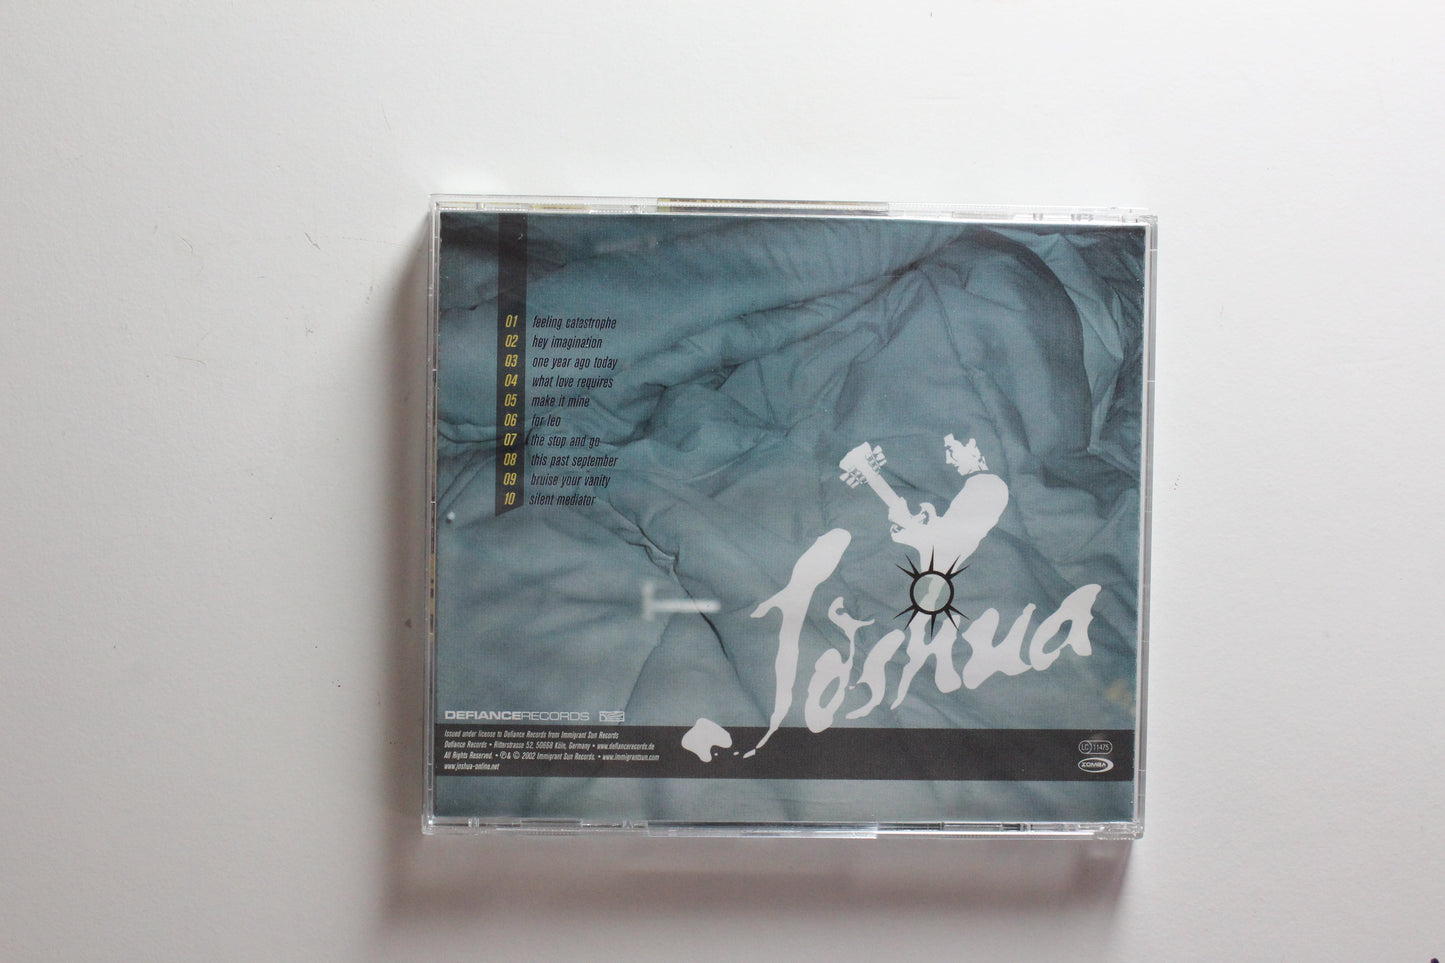 01 feeling catastrophe
02 hey imagination
03 one year ago today
04 what love requires
05 make it mine
06 for leo
07 the stop and go
08 this past september
09 bruise your vanity
10 silent mediator
Joshua
DEFIANCERECORDS
Issued under license to Defiance Records from Immigrant Sun Records
Defiance Records • Ritterstrasse 52, 50668 Köln, Germany • www.defiancerecords.de
All Rights Reserved. • ℗ & © 2002 Immigrant Sun Records. • www.immigrantsun.com
www.joshua-online.net
LC 11475
ZOMBA